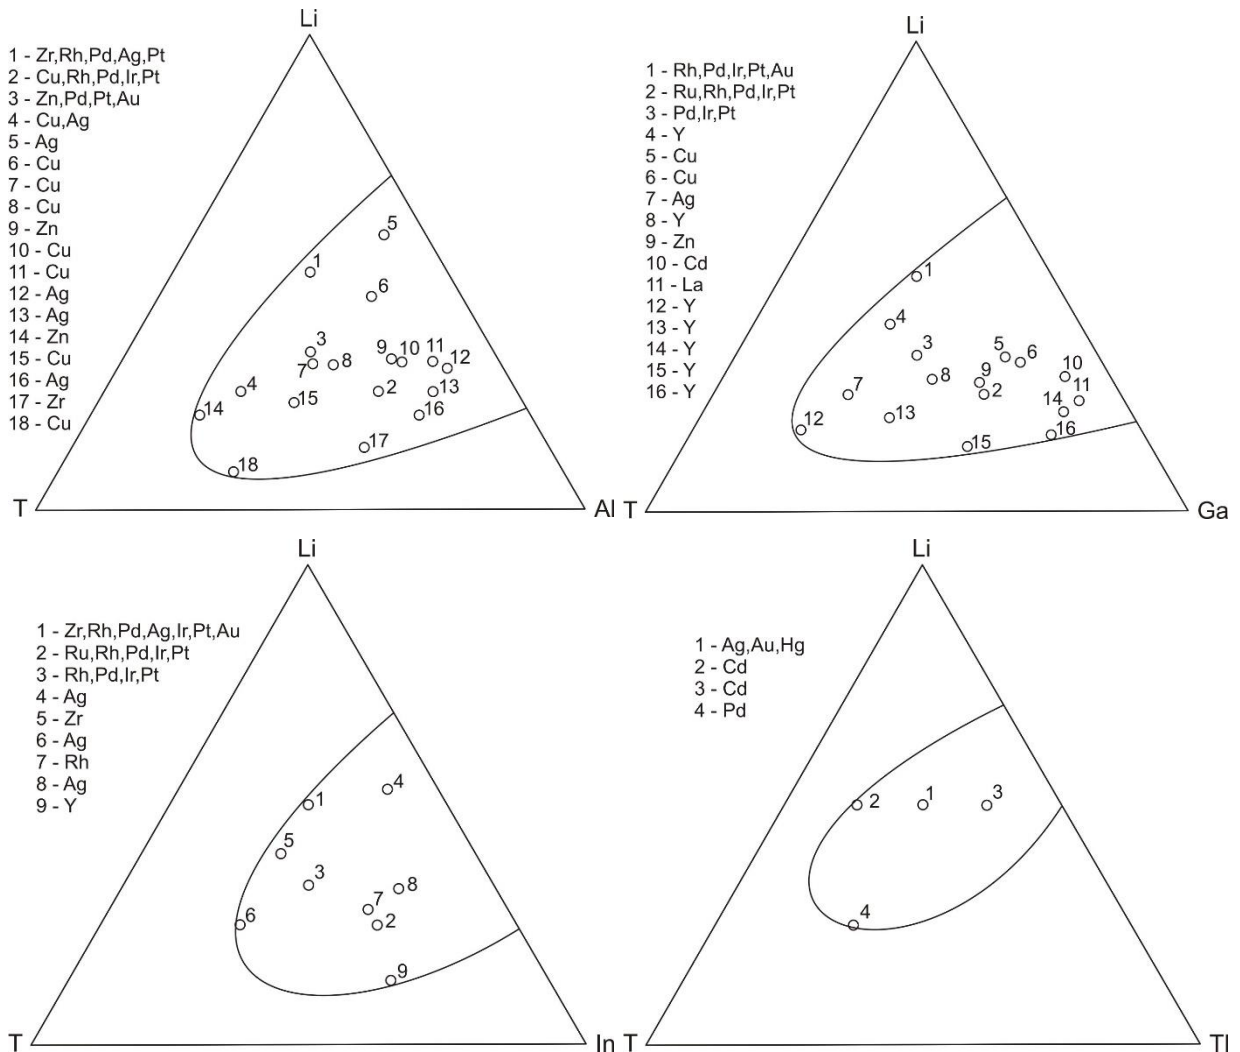 Li
1 - Zr,Rh,Pd,Ag,Pt
2 - Cu,Rh,Pd,Ir,Pt
3 - Zn,Pd,Pt,Au
4 - Cu,Ag
5 - Ag
6 - Cu
7 - Cu
8 - Cu
9 - Zn
10 - Cu
11 - Cu
12 - Ag
13 - Ag
14 - Zn
15 - Cu
16 - Ag
17 - Zr
18 - Cu
5
1
6
3
7
8
9
10
11
12
4
2
13
14
15
16
17
18
T
Al
Li
1 - Rh,Pd,Ir,Pt,Au
2 - Ru,Rh,Pd,Ir,Pt
3 - Pd,Ir,Pt
4 - Y
5 - Cu
6 - Cu
7 - Ag
8 - Y
9 - Zn
10 - Cd
11 - La
12 - Y
13 - Y
14 - Y
15 - Y
16 - Y
1
4
3
5
6
10
8
9
7
2
11
14
12
13
16
15
T
Ga
Li
1 - Zr,Rh,Pd,Ag,Ir,Pt,Au
2 - Ru,Rh,Pd,Ir,Pt
3 - Rh,Pd,Ir,Pt
4 - Ag
5 - Zr
6 - Ag
7 - Rh
8 - Ag
9 - Y
4
1
5
3
8
7
6
2
9
T
In
Li
1 - Ag,Au,Hg
2 - Cd
3 - Cd
4 - Pd
2
1
3
4
T
Tl